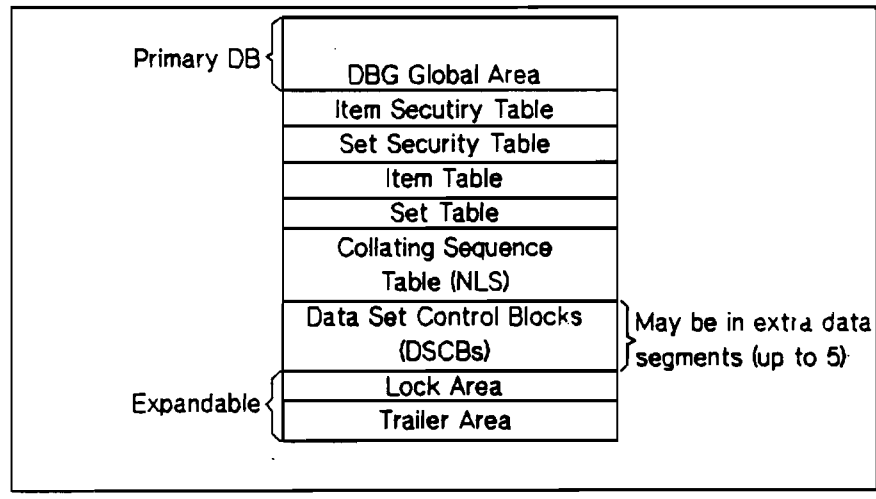 Primary DB
DBG Global Area
Item Secutiry Table
Set Security Table
Item Table
Set Table
Collating Sequence
Table (NLS)
Data Set Control Blocks
(DSCBs)
May be in extra data
segments (up to 5)
Lock Area
Expandable
Trailer Area